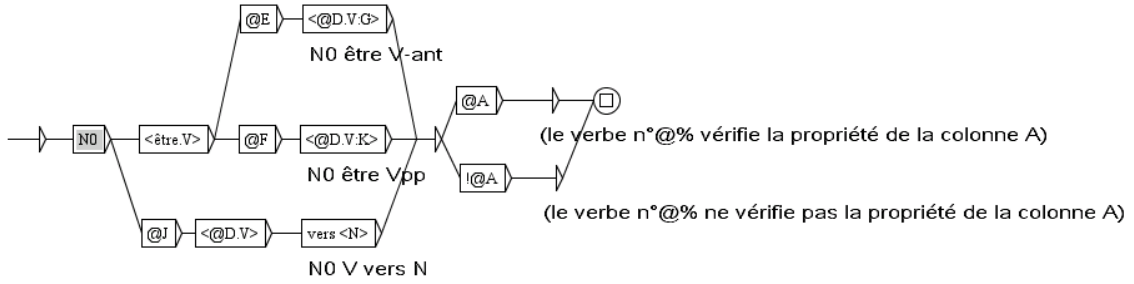 @E <@D.V:G>
N0 être V-ant
@A
N0 <être.V> @F <@D.V:K>
(le verbe n°@% vérifie la propriété de la colonne A)
N0 être Vpp
!@A
(le verbe n°@% ne vérifie pas la propriété de la colonne A)
@J <@D.V> vers <N>
N0 V vers N